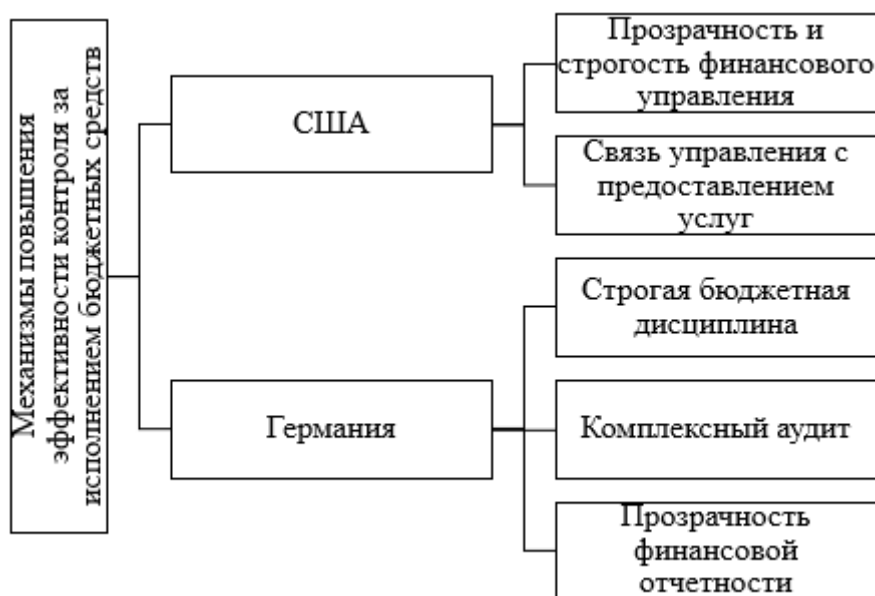 Механизмы повышения
эффективности контроля за
исполнением бюджетных средств
США
Прозрачность и
строгость финансового
управления
Связь управления с
предоставлением
услуг
Германия
Строгая бюджетная
дисциплина
Комплексный аудит
Прозрачность
финансовой
отчетности